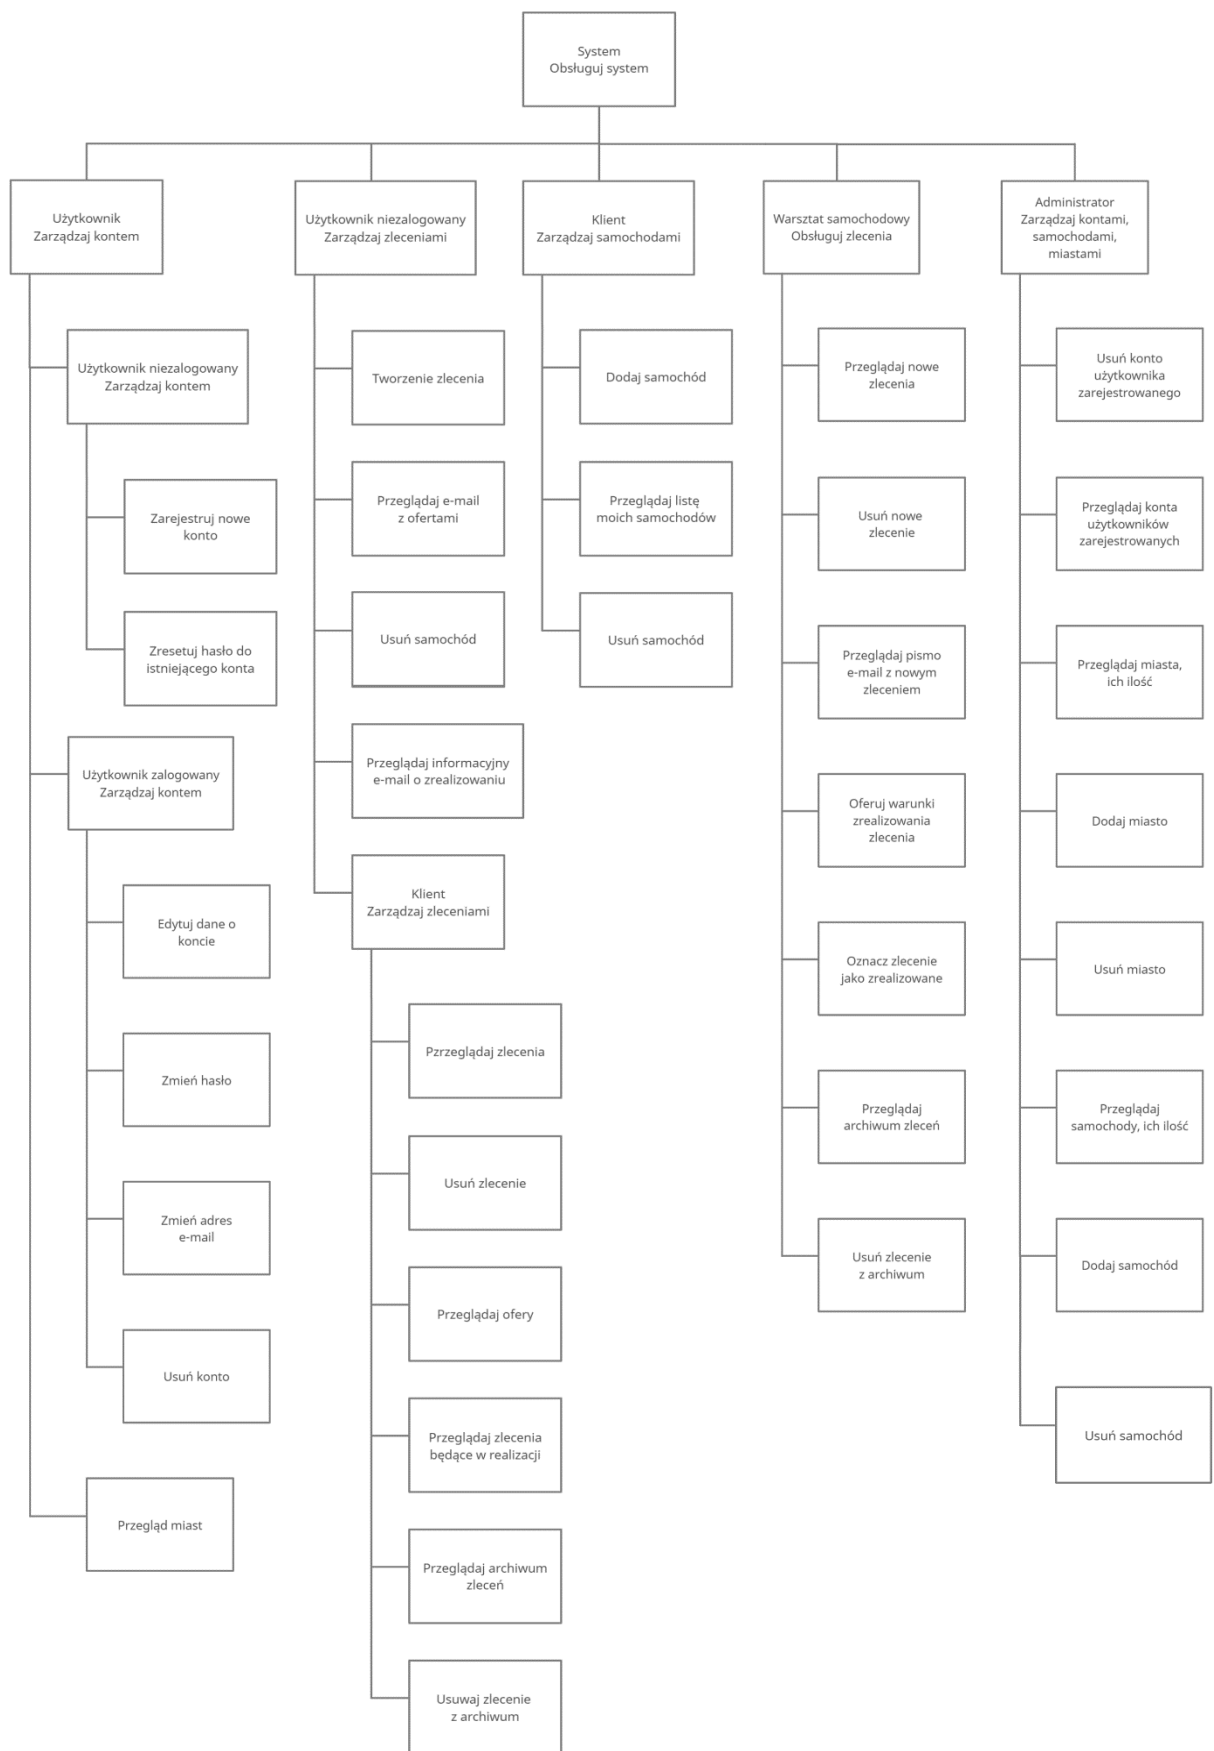 System
Obsługuj system
Użytkownik
Zarządzaj kontem
Użytkownik niezalogowany
Zarządzaj zleceniami
Klient
Zarządzaj samochodami
Warsztat samochodowy
Obsługuj zlecenia
Administrator
Zarządzaj kontami,
samochodami,
miastami
Użytkownik niezalogowany
Zarządzaj kontem
Zarejestruj nowe
konto
Zresetuj hasło do
istniejącego konta
Użytkownik zalogowany
Zarządzaj kontem
Edytuj dane o
koncie
Zmień hasło
Zmień adres
e-mail
Usuń konto
Przegląd miast
Tworzenie zlecenia
Przeglądaj e-mail
z ofertami
Usuń samochód
Przeglądaj informacyjny
e-mail o zrealizowaniu
Klient
Zarządzaj zleceniami
Pzrzeglądaj zlecenia
Usuń zlecenie
Przeglądaj ofery
Przeglądaj zlecenia
będące w realizacji
Przeglądaj archiwum
zleceń
Usuwaj zlecenie
z archiwum
Dodaj samochód
Przeglądaj listę
moich samochodów
Usuń samochód
Przeglądaj nowe
zlecenia
Usuń nowe
zlecenie
Przeglądaj pismo
e-mail z nowym
zleceniem
Oferuj warunki
zrealizowania
zlecenia
Oznacz zlecenie
jako zrealizowane
Przeglądaj
archiwum zleceń
Usuń zlecenie
z archiwum
Usuń konto
użytkownika
zarejestrowanego
Przeglądaj konta
użytkowników
zarejestrowanych
Przeglądaj miasta,
ich ilość
Dodaj miasto
Usuń miasto
Przeglądaj
samochody, ich ilość
Dodaj samochód
Usuń samochód